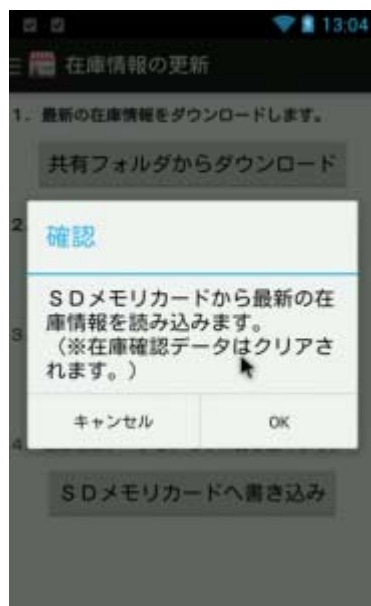 13:04
在庫情報の更新
1. 最新の在庫情報をダウンロードします。
共有フォルダからダウンロード
2
確認
SDメモリカードから最新の在
庫情報を読み込みます。
(※在庫確認データはクリアさ
れます。)
3
キャンセル
OK
4.
SDメモリカードへ書き込み